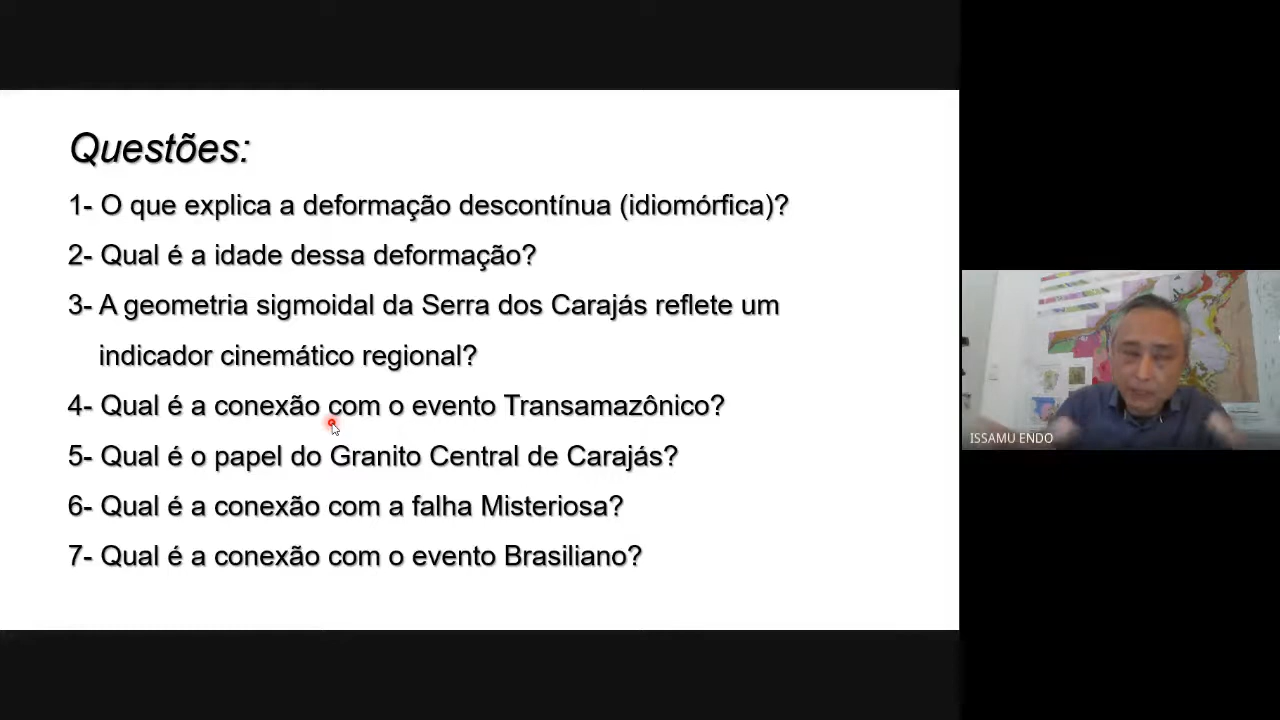 Questões:
1- O que explica a deformação descontínua (idiomórfica)?
2- Qual é a idade dessa deformação?
3- A geometria sigmoidal da Serra dos Carajás reflete um
indicador cinemático regional?
4- Qual é a conexão com o evento Transamazônico?
5- Qual é o papel do Granito Central de Carajás?
6- Qual é a conexão com a falha Misteriosa?
7- Qual é a conexão com o evento Brasiliano?
ISSAMU ENDO